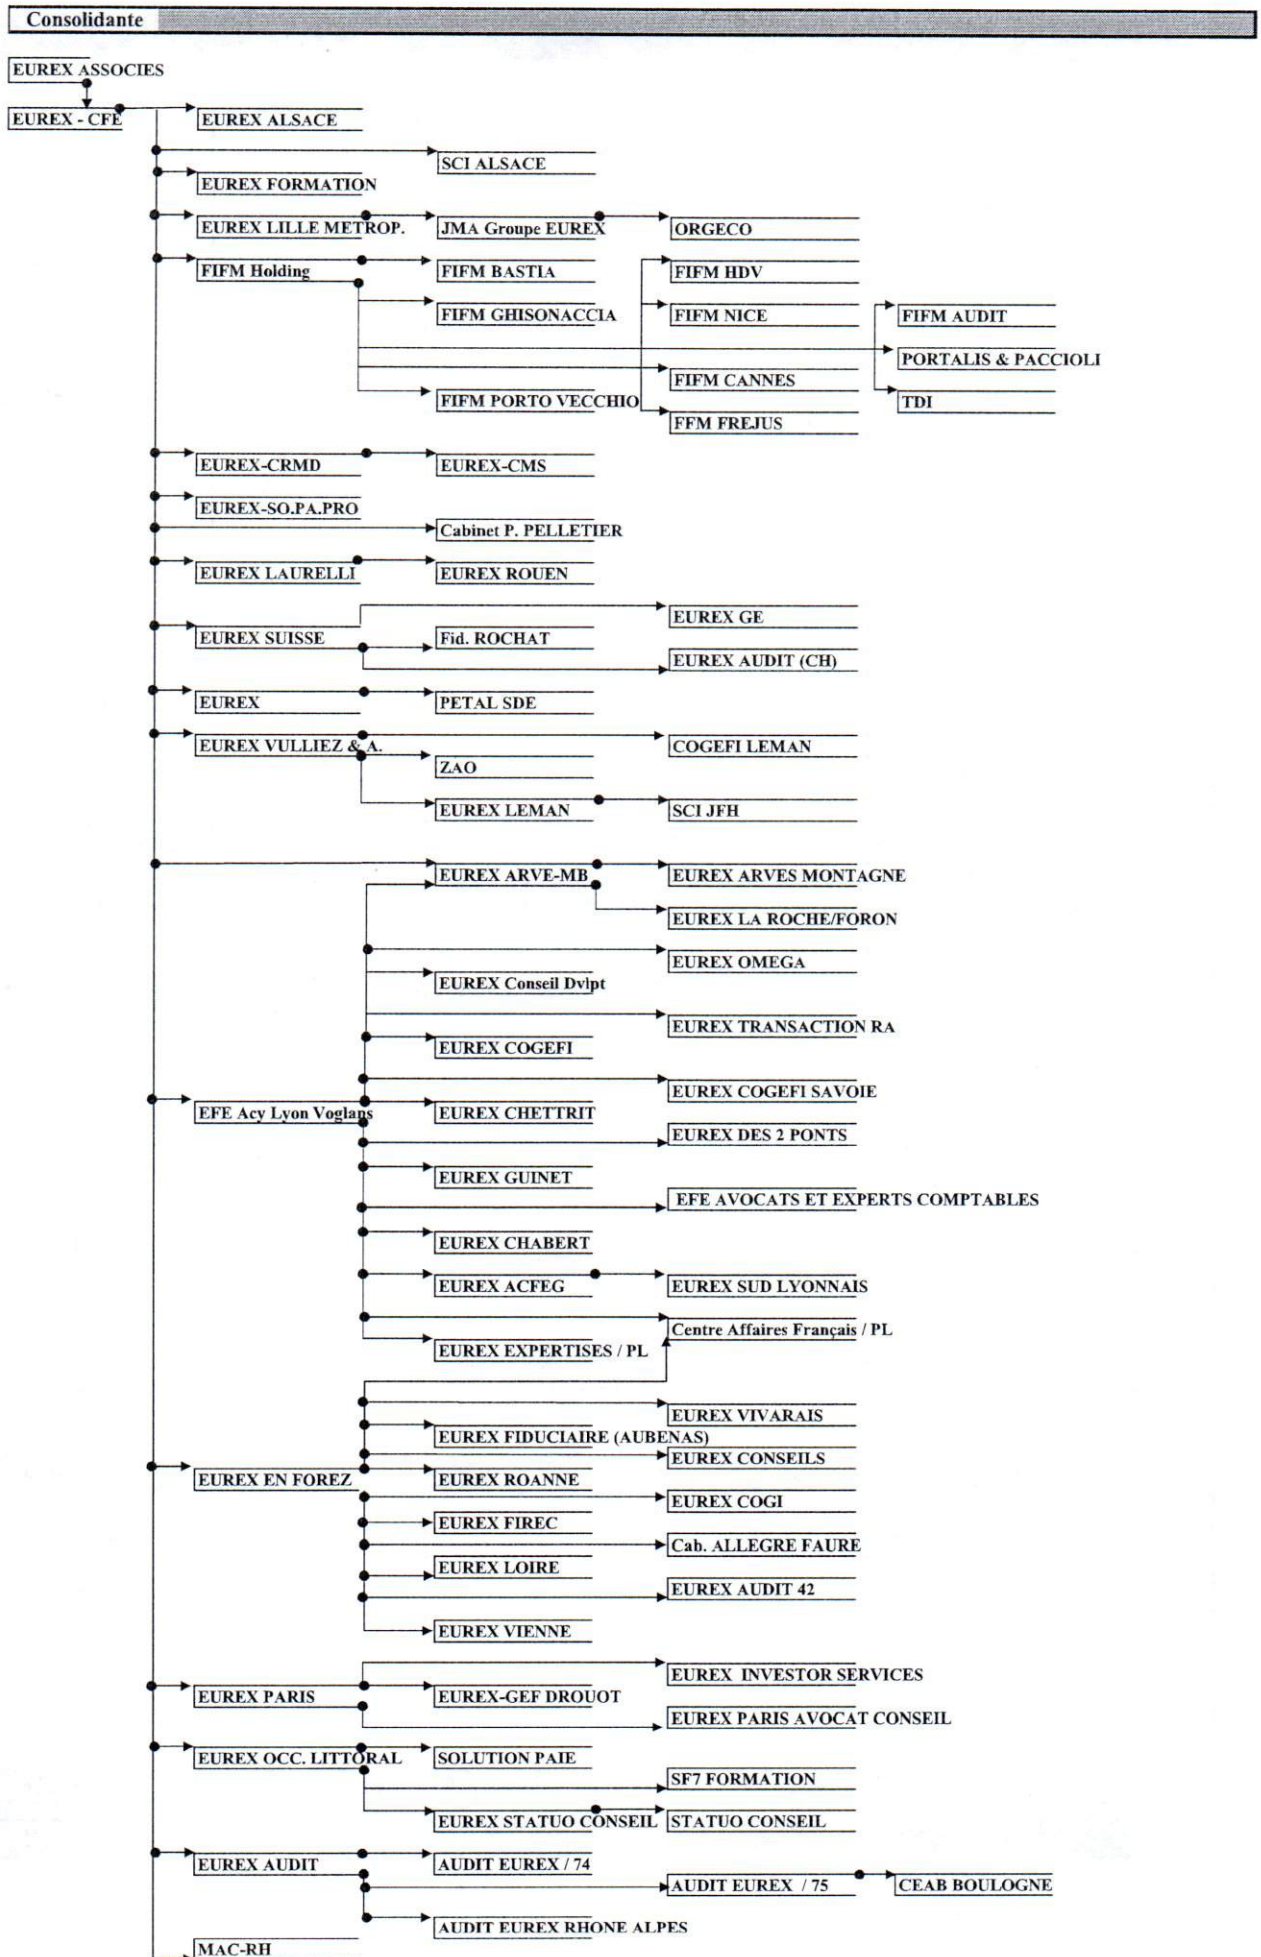 Consolidante
EUREX ASSOCIES
EUREX - CFE
EUREX ALSACE
SCI ALSACE
EUREX FORMATION
EUREX LILLE METROP.
JMA Groupe EUREX
ORGECO
FIFM Holding
FIFM BASTIA
FIFM HDV
FIFM GHISONACCIA
FIFM NICE
FIFM AUDIT
PORTALIS & PACCIOLI
FIFM CANNES
FIFM PORTO VECCHIO
TDI
FFM FREJUS
EUREX-CRMD
EUREX-CMS
EUREX-SO.PA.PRO
Cabinet P. PELLETIER
EUREX LAURELLI
EUREX ROUEN
EUREX GE
EUREX SUISSE
Fid. ROCHAT
EUREX AUDIT (CH)
EUREX
PETAL SDE
EUREX VULLIEZ & A.
COGEFI LEMAN
ZAO
EUREX LEMAN
SCI JFH
EUREX ARVE-MB
EUREX ARVES MONTAGNE
EUREX LA ROCHE/FORON
EUREX OMEGA
EUREX Conseil Dvlpt
EUREX TRANSACTION RA
EUREX COGEFI
EUREX COGEFI SAVOIE
EFE Acy Lyon Voglans
EUREX CHETTRIT
EUREX DES 2 PONTS
EUREX GUINET
EFE AVOCATS ET EXPERTS COMPTABLES
EUREX CHABERT
EUREX ACFEG
EUREX SUD LYONNAIS
Centre Affaires Français / PL
EUREX EXPERTISES / PL
EUREX VIVARAIS
EUREX FIDUCIAIRE (AUBENAS)
EUREX CONSEILS
EUREX EN FOREZ
EUREX ROANNE
EUREX COGI
EUREX FIREC
Cab. ALLEGRE FAURE
EUREX LOIRE
EUREX AUDIT 42
EUREX VIENNE
EUREX INVESTOR SERVICES
EUREX PARIS
EUREX-GEF DROUOT
EUREX PARIS AVOCAT CONSEIL
EUREX OCC. LITTORAL
SOLUTION PAIE
SF7 FORMATION
EUREX STATUO CONSEIL
STATUO CONSEIL
EUREX AUDIT
AUDIT EUREX / 74
AUDIT EUREX / 75
CEAB BOULOGNE
AUDIT EUREX RHONE ALPES
MAC-RH